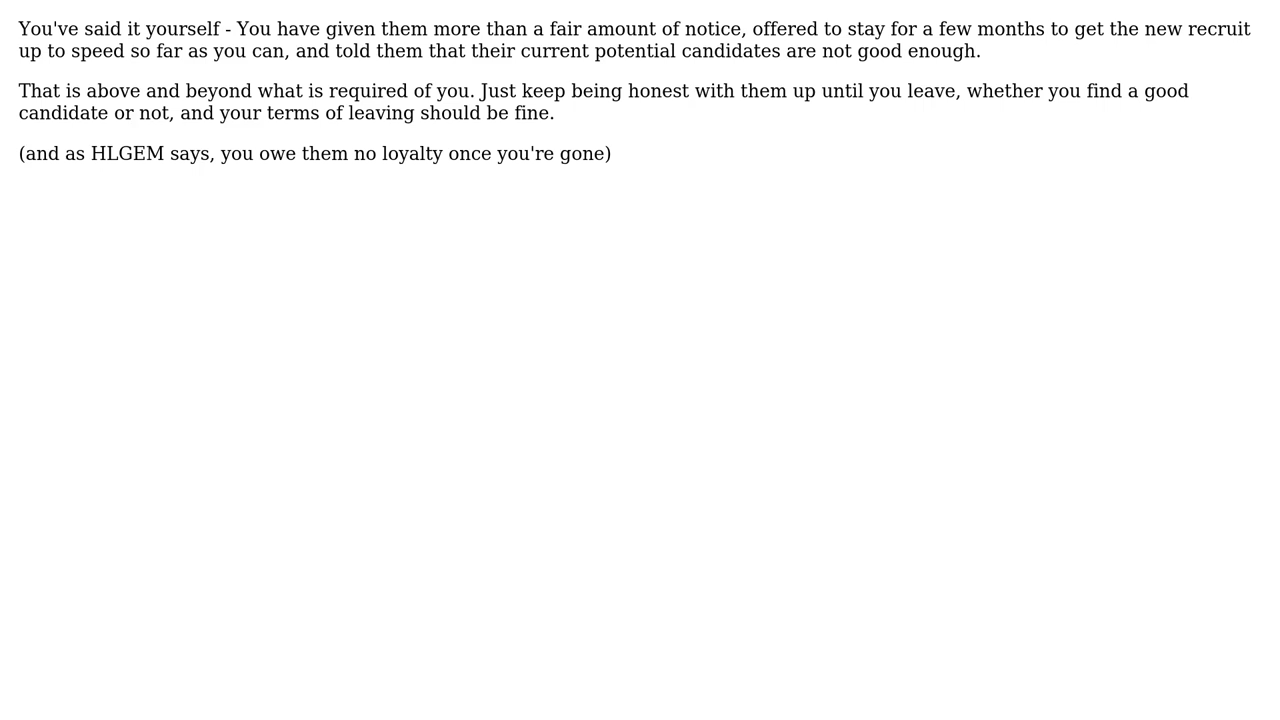 You've said it yourself - You have given them more than a fair amount of notice, offered to stay for a few months to get the new recruit
up to speed so far as you can, and told them that their current potential candidates are not good enough.
That is above and beyond what is required of you. Just keep being honest with them up until you leave, whether you find a good
candidate or not, and your terms of leaving should be fine.
(and as HLGEM says, you owe them no loyalty once you're gone)